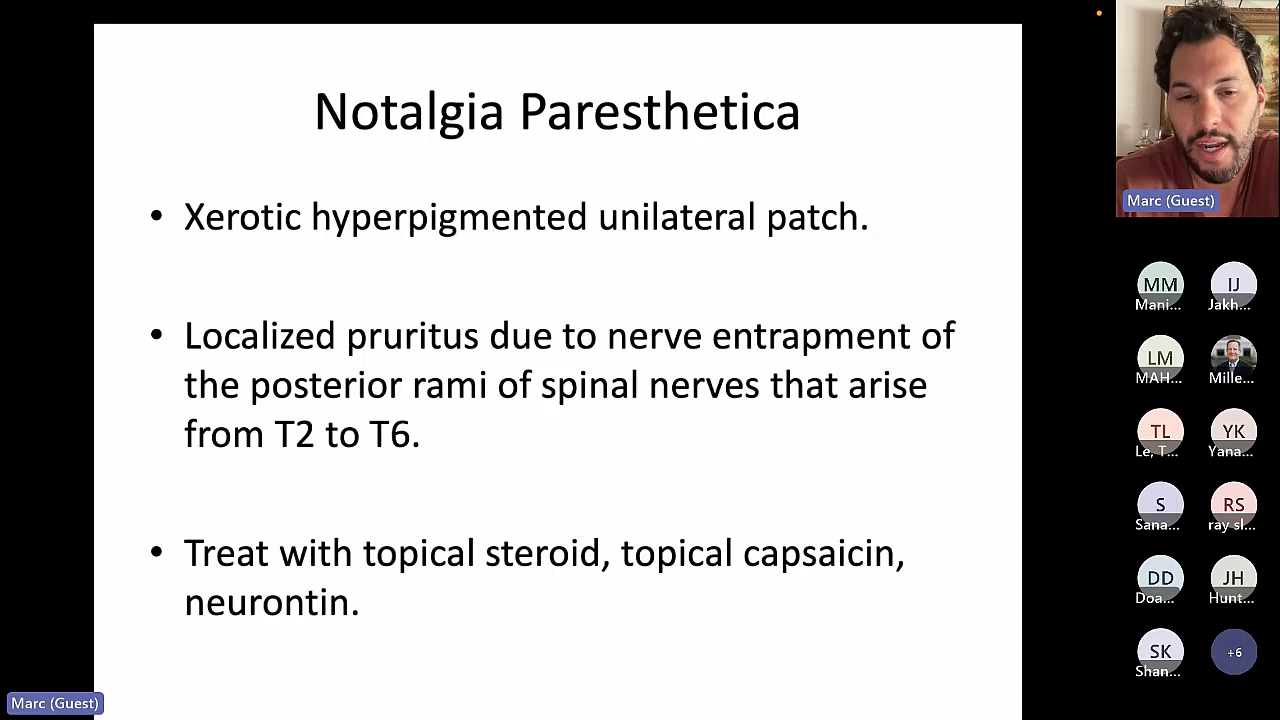 Notalgia Paresthetica
• Xerotic hyperpigmented unilateral patch.
• Localized pruritus due to nerve entrapment of
the posterior rami of spinal nerves that arise
from T2 to T6.
• Treat with topical steroid, topical capsaicin,
neurontin.
Marc (Guest)
Marc (Guest)
MM IJ
Mani... Jakh...
LM
MAH... Mille...
TL YK
Le, T... Yana...
S RS
Sana... ray sl...
DD JH
Doa... Hunt...
SK +6
Shan...